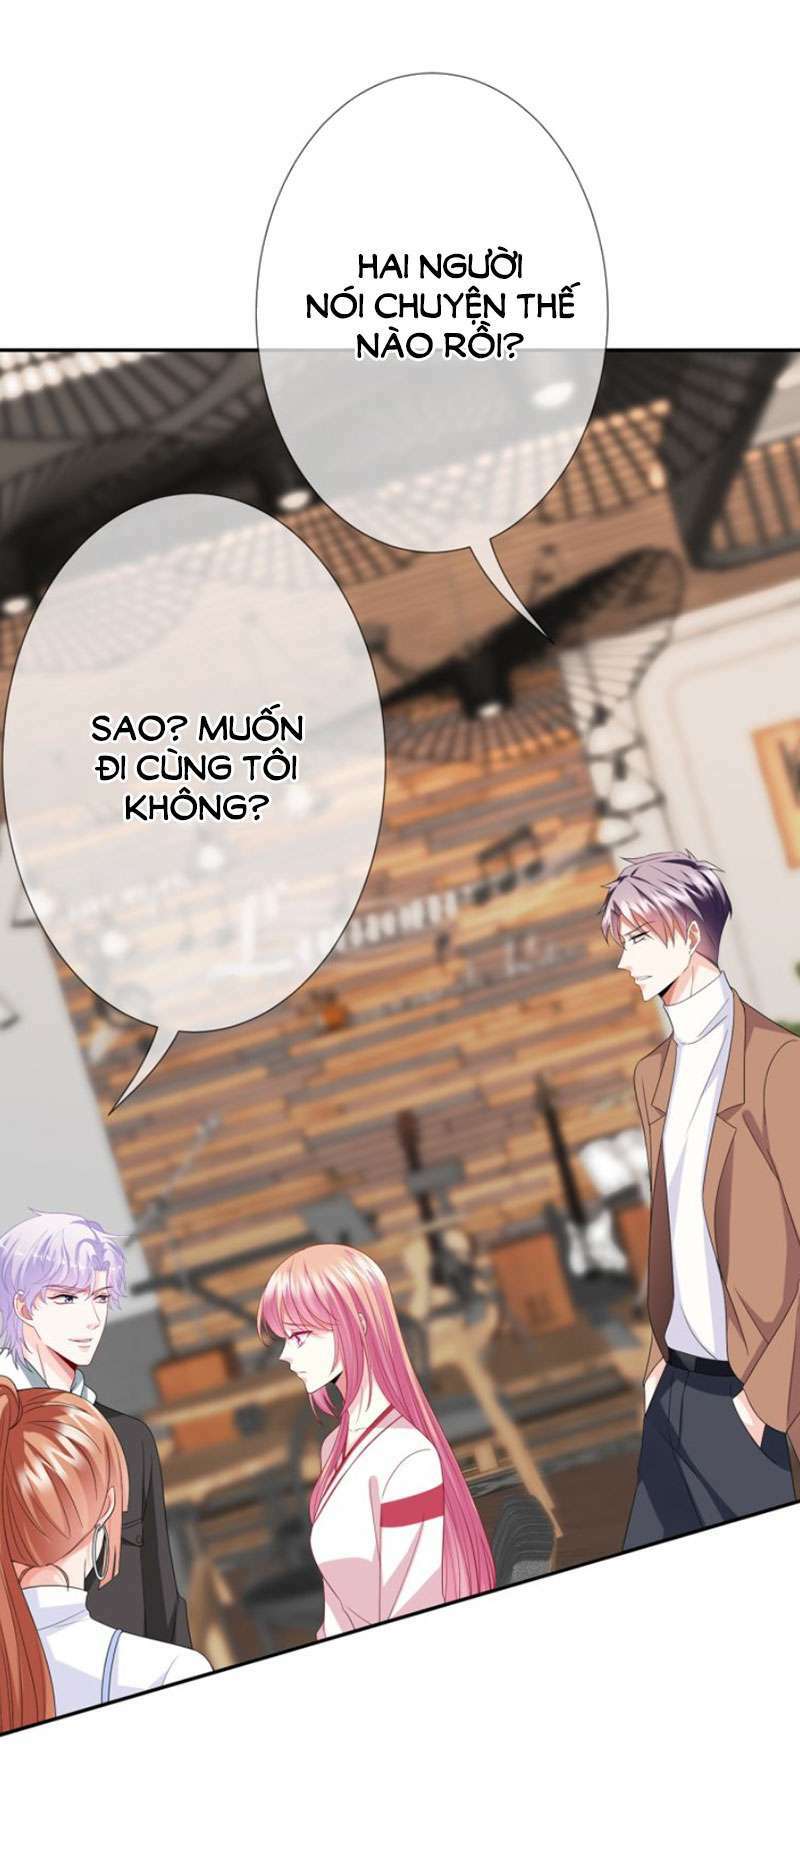 HAI NGƯỜI
NÓI CHUYỆN THẾ
NÀO RỒI?
SAO? MUỐN
ĐI CÙNG TÔI
KHÔNG?